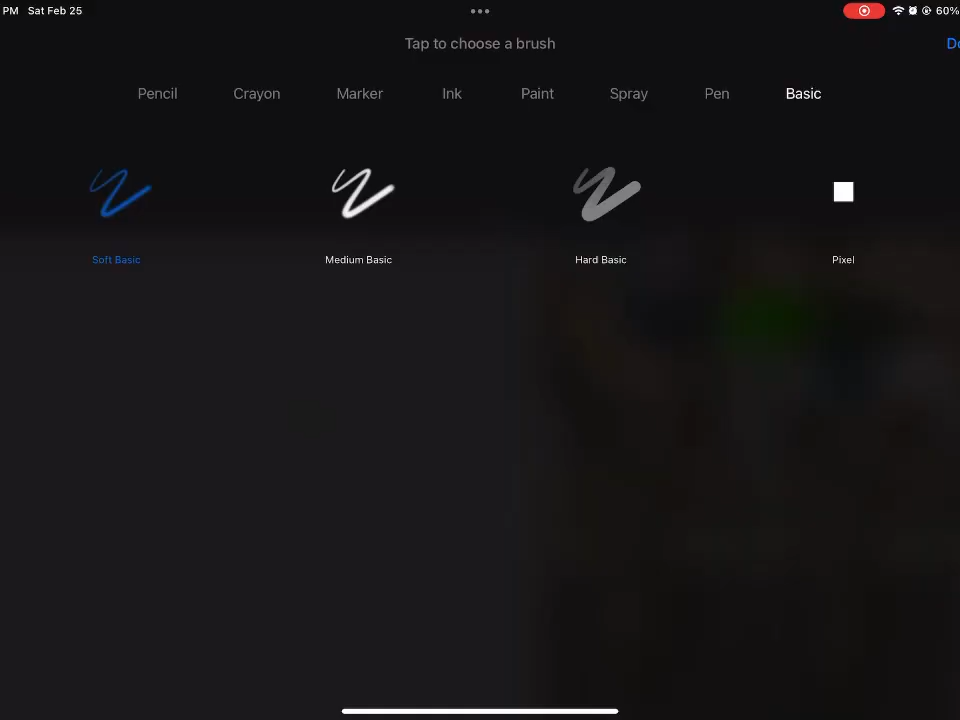 PM Sat Feb 25
60%
Tap to choose a brush
Pencil Crayon Marker Ink Paint Spray Pen Basic
Soft Basic Medium Basic Hard Basic Pixel